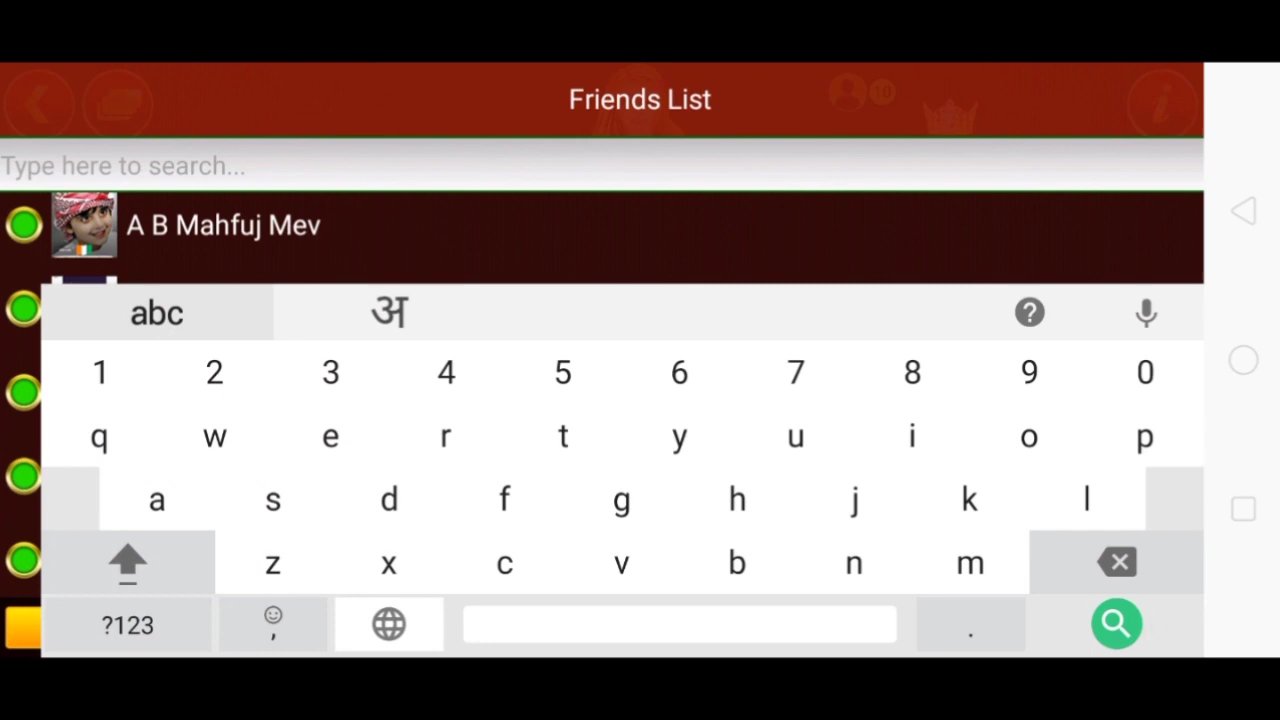 10
Friends List
Type here to search...
A B Mahfuj Mev
abc अ
1 2 3 4 5 6 7 8 9 0
q w e r t y u i o p
a s d f g h j k l
z x c v b n m
?123 , .